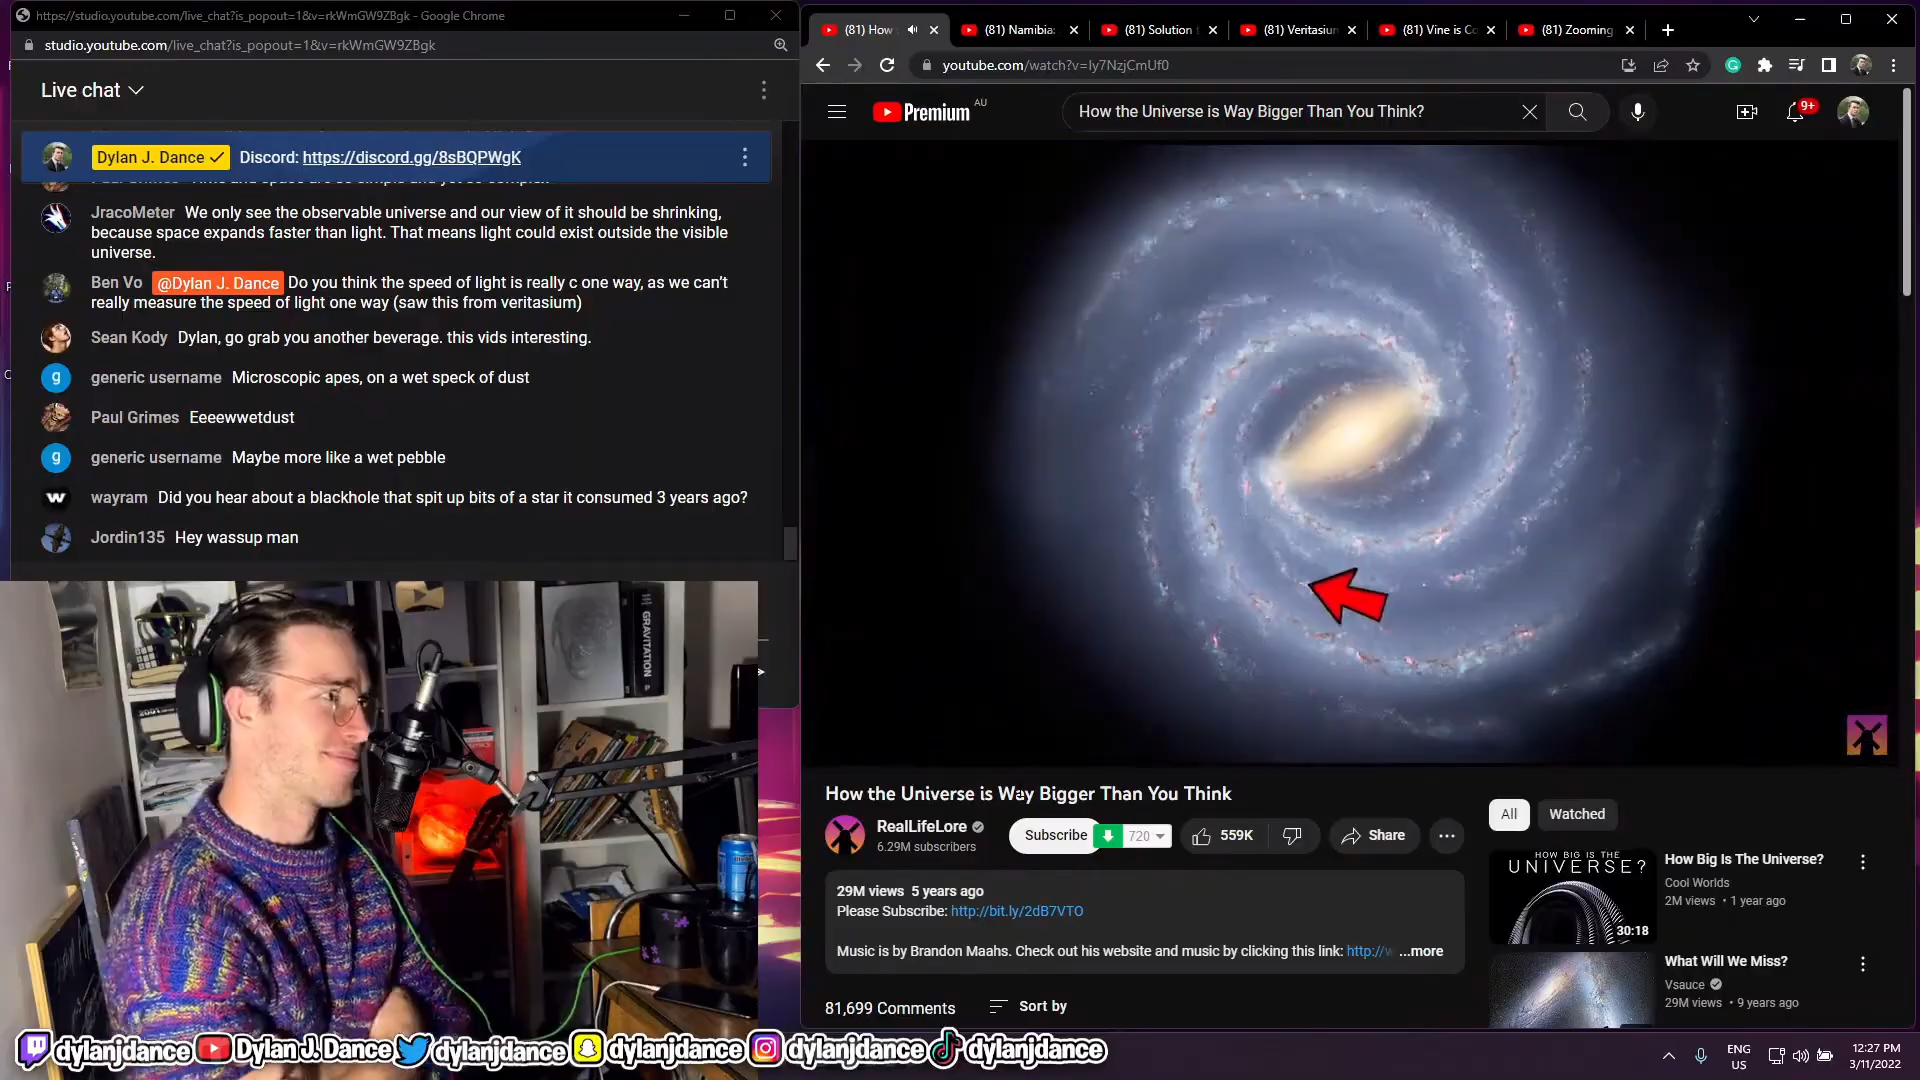 https://studio.youtube.com/live_chat?is_popout=1&v=rkWmGW9ZBgk - Google Chrome
studio.youtube.com/live_chat?is_popout=1&v=rkWmGW9ZBgk
Live chat
Dylan J. Dance Discord: https://discord.gg/8sBQPWgK
JracoMeter We only see the observable universe and our view of it should be shrinking,
because space expands faster than light. That means light could exist outside the visible
universe.
Ben Vo @Dylan J. Dance Do you think the speed of light is really c one way, as we can't
really measure the speed of light one way (saw this from veritasium)
Sean Kody Dylan, go grab you another beverage. this vids interesting.
g generic username Microscopic apes, on a wet speck of dust
Paul Grimes Eeeewwetdust
g generic username Maybe more like a wet pebble
W wayram Did you hear about a blackhole that spit up bits of a star it consumed 3 years ago?
Jordin135 Hey wassup man
GRAVITATION
2001
(81) How
(81) Namibia:
(81) Solution
(81) Veritasium
(81) Vine is Co
(81) Zooming
youtube.com/watch?v=Iy7NzjCmUf0
Premium AU
How the Universe is Way Bigger Than You Think?
9+
How the Universe is Way Bigger Than You Think
RealLifeLore
6.29M subscribers
Subscribe
720
559K
Share
29M views 5 years ago
Please Subscribe: http://bit.ly/2dB7VTO
Music is by Brandon Maahs. Check out his website and music by clicking this link: http://w ...more
81,699 Comments
Sort by
All
Watched
HOW BIG IS THE
UNIVERSE?
30:18
How Big Is The Universe?
Cool Worlds
2M views • 1 year ago
What Will We Miss?
Vsauce
29M views • 9 years ago
dylanjdance Dylan J. Dance dylanjdance dylanjdance dylanjdance dylanjdance
ENG
US
12:27 PM
3/11/2022